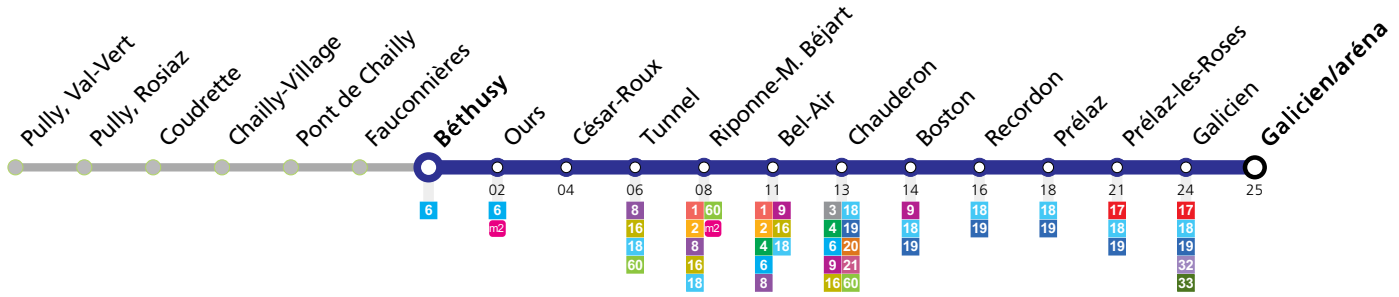 Pully, Val-Vert
Pully, Rosiaz
Coudrette
Chailly-Village
Pont de Chailly
Fauconnières
Béthusy
Ours
César-Roux
Tunnel
Riponne-M. Béjart
Bel-Air
Chauderon
Boston
Recordon
Prélaz
Prélaz-les-Roses
Galicien
Galicien/aréna
02 04 06 08 11 13 14 16 18 21 24 25
6 6 8 1 60 1 9 3 18 9 18 18 17 17
m2 16 2 m2 2 16 4 19 18 19 19 18 18
18 8 4 18 6 20 19 19 19
60 16 6 9 21 32
18 8 16 60 33